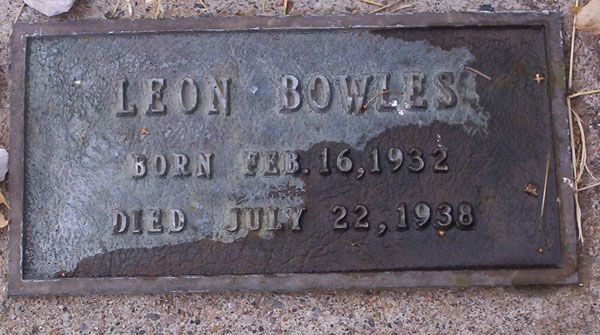 LEON BOWLES
BORN FEB. 16, 1932
DIED JULY 22, 1938